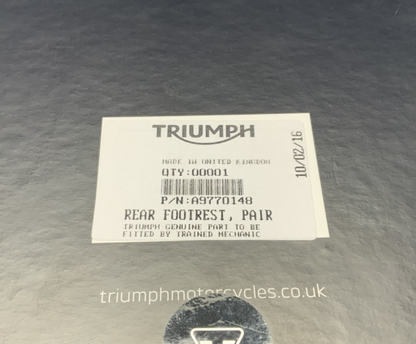 TRIUMPH
MADE IN UNITED KINGDOM
QTY:00001
P/N:A9770148
REAR FOOTREST, PAIR
TRIUMPH GENUINE PART TO BE
FITTED BY TRAINED MECHANIC
10/02/16
triumphmotorcycles.co.uk